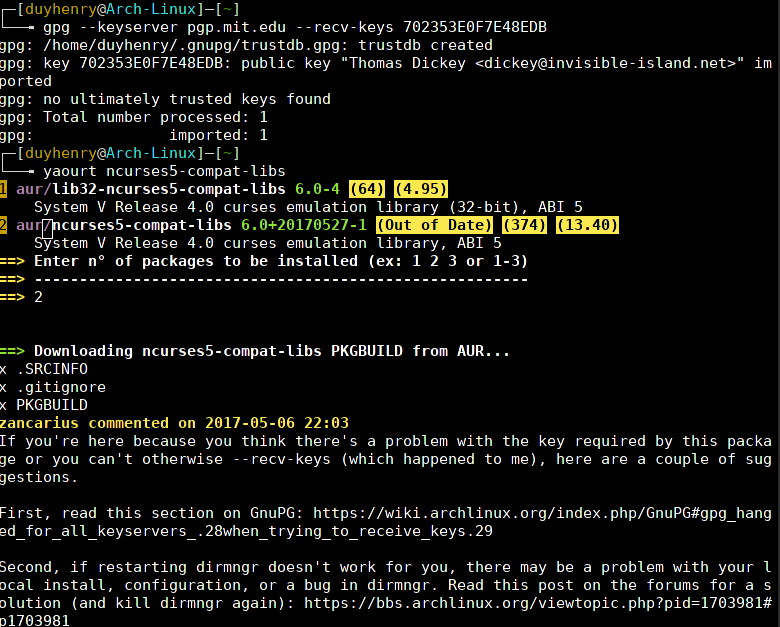 ┌─[duyhenry@Arch-Linux]─[~]
└──╼ gpg --keyserver pgp.mit.edu --recv-keys 702353E0F7E48EDB
gpg: /home/duyhenry/.gnupg/trustdb.gpg: trustdb created
gpg: key 702353E0F7E48EDB: public key "Thomas Dickey <dickey@invisible-island.net>" im
ported
gpg: no ultimately trusted keys found
gpg: Total number processed: 1
gpg:               imported: 1
┌─[duyhenry@Arch-Linux]─[~]
└──╼ yaourt ncurses5-compat-libs
1 aur/lib32-ncurses5-compat-libs 6.0-4 (64) (4.95)
    System V Release 4.0 curses emulation library (32-bit), ABI 5
2 aur/ncurses5-compat-libs 6.0+20170527-1 (Out of Date) (374) (13.40)
    System V Release 4.0 curses emulation library, ABI 5
==> Enter n° of packages to be installed (ex: 1 2 3 or 1-3)
==> -------------------------------------------------------
==> 2
==> Downloading ncurses5-compat-libs PKGBUILD from AUR...
x .SRCINFO
x .gitignore
x PKGBUILD
zancarius commented on 2017-05-06 22:03
If you're here because you think there's a problem with the key required by this packa
ge or you can't otherwise --recv-keys (which happened to me), here are a couple of sug
gestions.
First, read this section on GnuPG: https://wiki.archlinux.org/index.php/GnuPG#gpg_hang
ed_for_all_keyservers_.28when_trying_to_receive_keys.29
Second, if restarting dirmngr doesn't work for you, there may be a problem with your l
ocal install, configuration, or a bug in dirmngr. Read this post on the forums for a s
olution (and kill dirmngr again): https://bbs.archlinux.org/viewtopic.php?pid=1703981#
p1703981